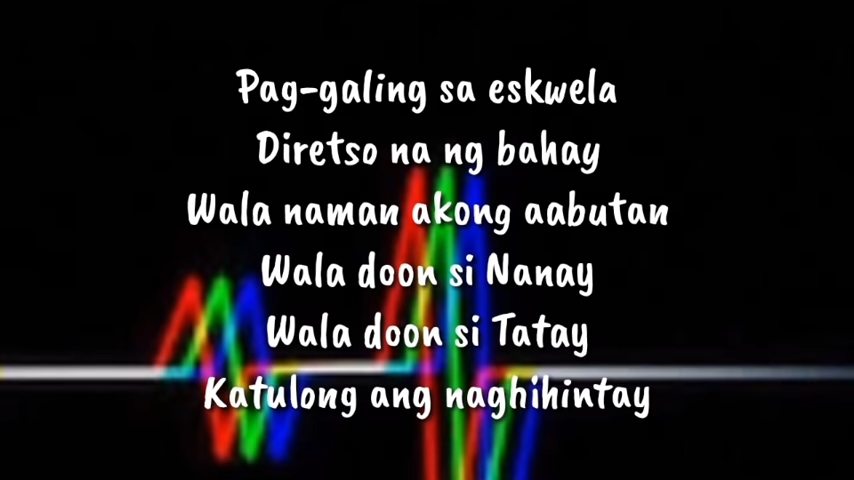 Pag-galing sa eskwela
Diretso na ng bahay
Wala naman akong aabutan
Wala doon si Nanay
Wala doon si Tatay
Katulong ang naghihintay